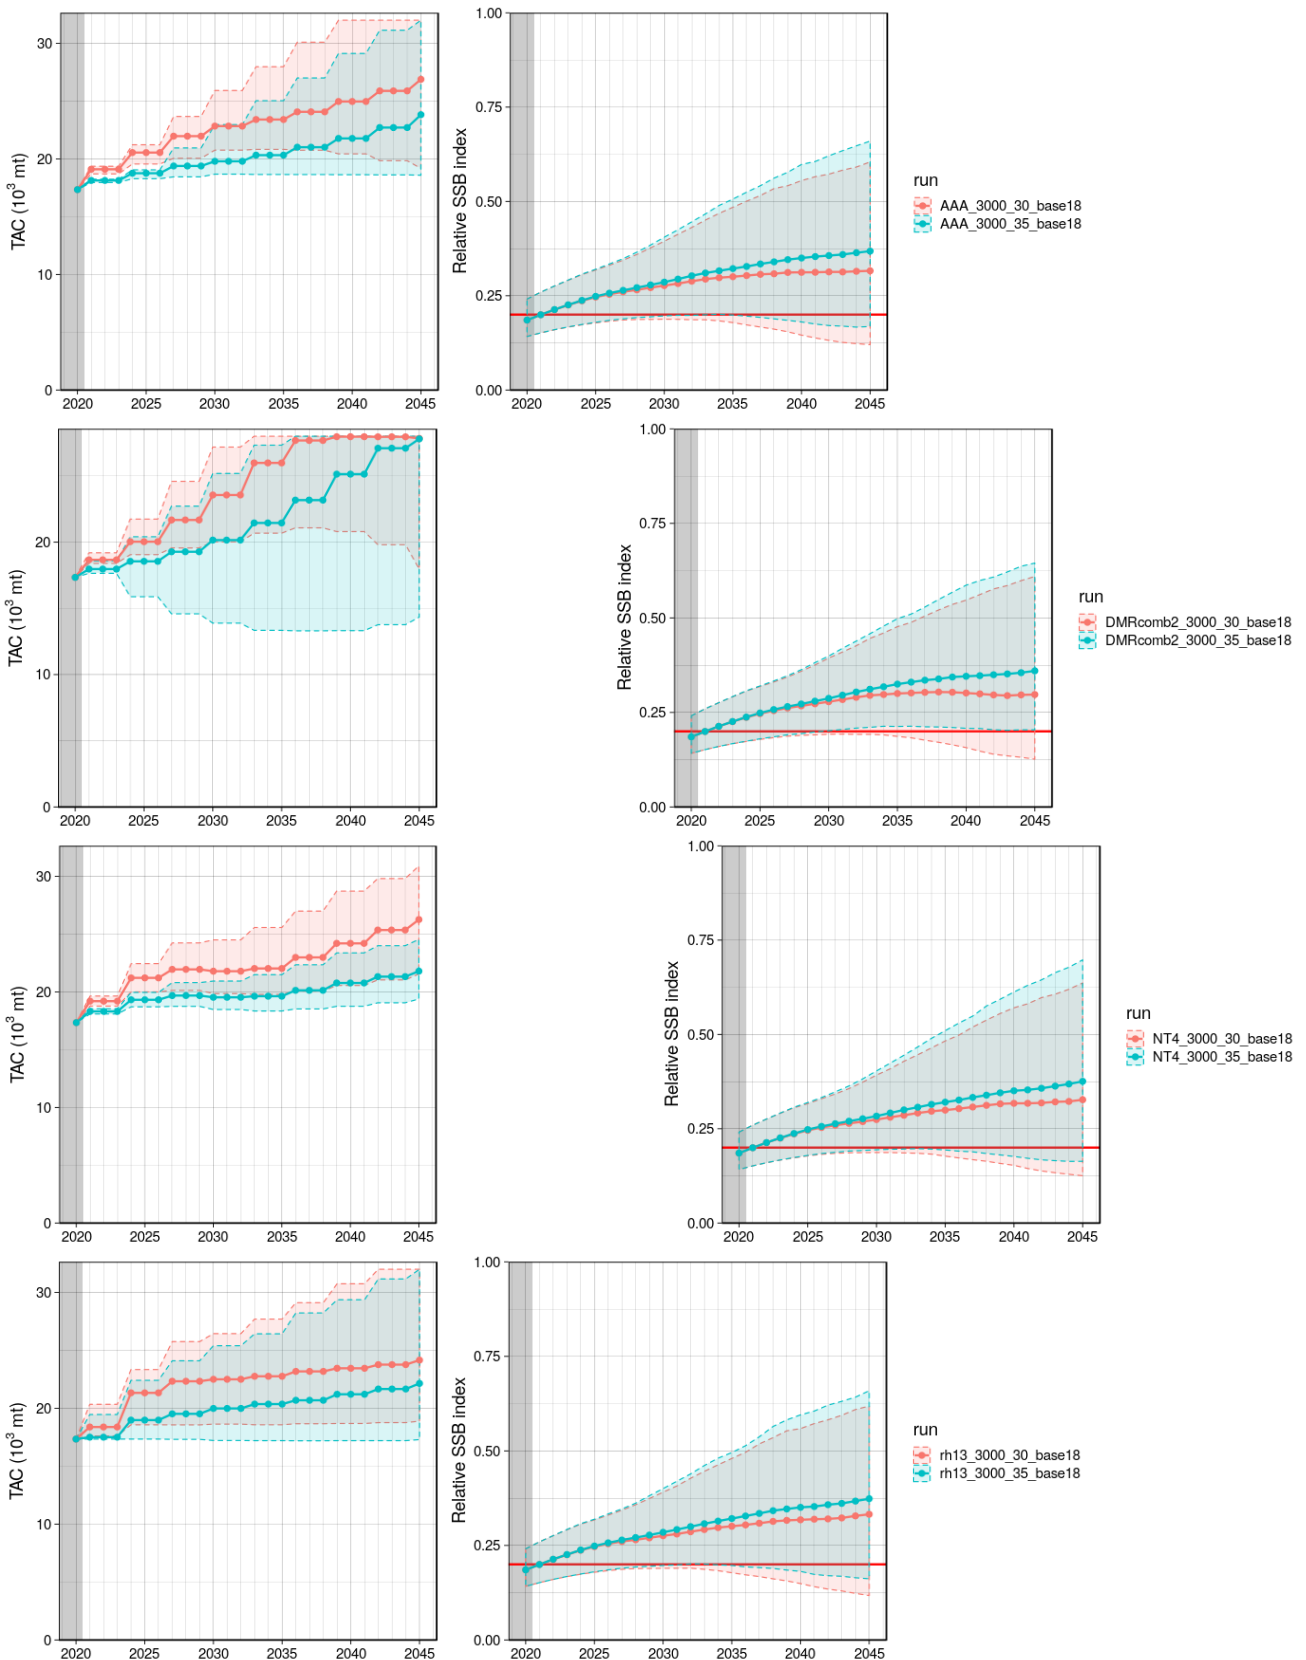 TAC (10³ mt)
30
20
10
0
2020 2025 2030 2035 2040 2045
Relative SSB index
1.00
0.75
0.50
0.25
0.00
2020 2025 2030 2035 2040 2045
run
AAA_3000_30_base18
AAA_3000_35_base18
TAC (10³ mt)
20
10
0
2020 2025 2030 2035 2040 2045
Relative SSB index
1.00
0.75
0.50
0.25
0.00
2020 2025 2030 2035 2040 2045
run
DMRcomb2_3000_30_base18
DMRcomb2_3000_35_base18
TAC (10³ mt)
30
20
10
0
2020 2025 2030 2035 2040 2045
Relative SSB index
1.00
0.75
0.50
0.25
0.00
2020 2025 2030 2035 2040 2045
run
NT4_3000_30_base18
NT4_3000_35_base18
TAC (10³ mt)
30
20
10
0
2020 2025 2030 2035 2040 2045
Relative SSB index
1.00
0.75
0.50
0.25
0.00
2020 2025 2030 2035 2040 2045
run
rh13_3000_30_base18
rh13_3000_35_base18